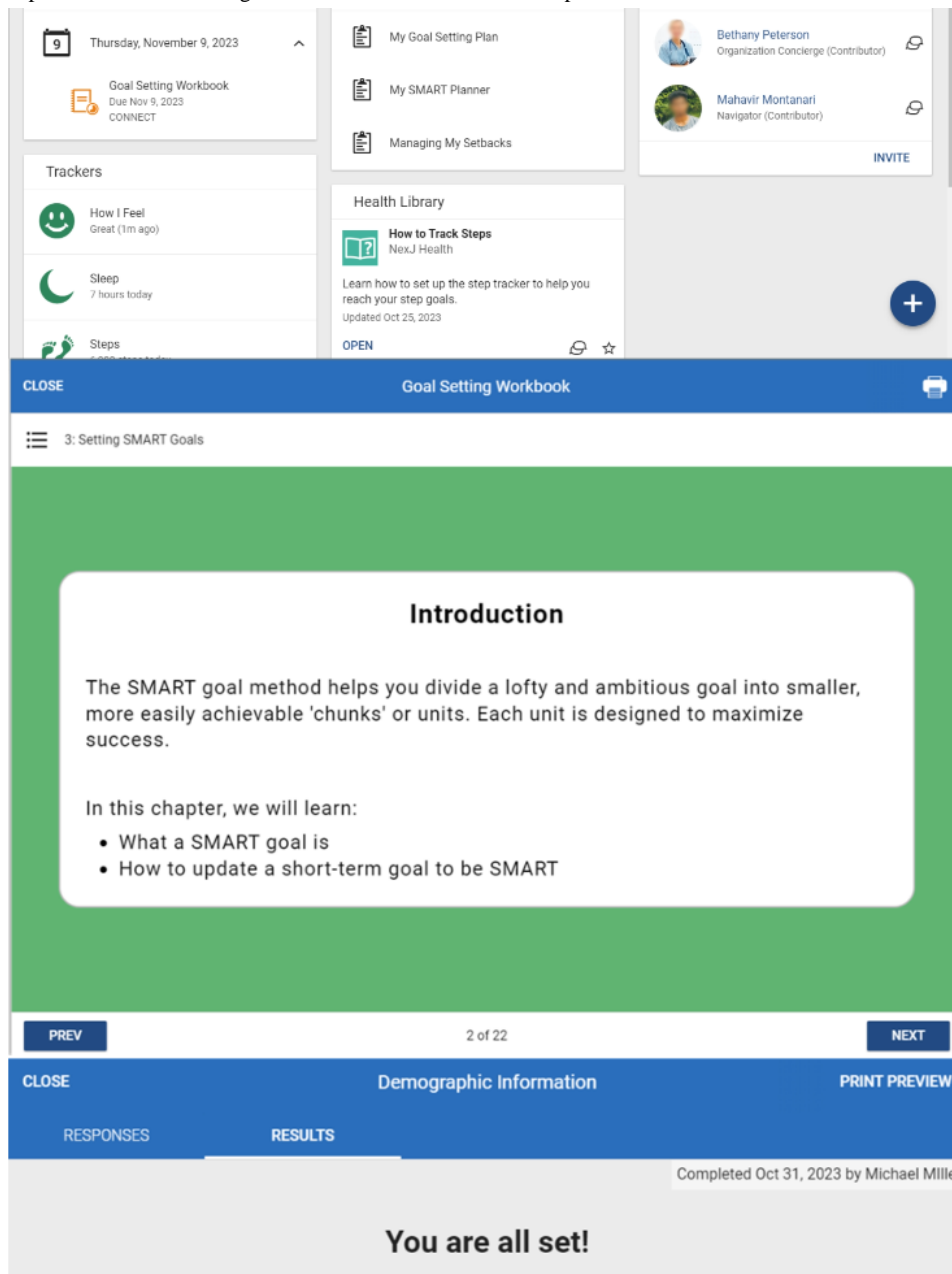 9
Thursday, November 9, 2023
Goal Setting Workbook
Due Nov 9, 2023
CONNECT
Trackers
How I Feel
Great (1m ago)
Sleep
7 hours today
Steps
My Goal Setting Plan
My SMART Planner
Managing My Setbacks
Health Library
How to Track Steps
NexJ Health
Learn how to set up the step tracker to help you
reach your step goals.
Updated Oct 25, 2023
OPEN
Bethany Peterson
Organization Concierge (Contributor)
Mahavir Montanari
Navigator (Contributor)
INVITE
CLOSE
Goal Setting Workbook
3: Setting SMART Goals
Introduction
The SMART goal method helps you divide a lofty and ambitious goal into smaller,
more easily achievable 'chunks' or units. Each unit is designed to maximize
success.
In this chapter, we will learn:
• What a SMART goal is
• How to update a short-term goal to be SMART
PREV
2 of 22
NEXT
CLOSE
Demographic Information
PRINT PREVIEW
RESPONSES
RESULTS
Completed Oct 31, 2023 by Michael
You are all set!